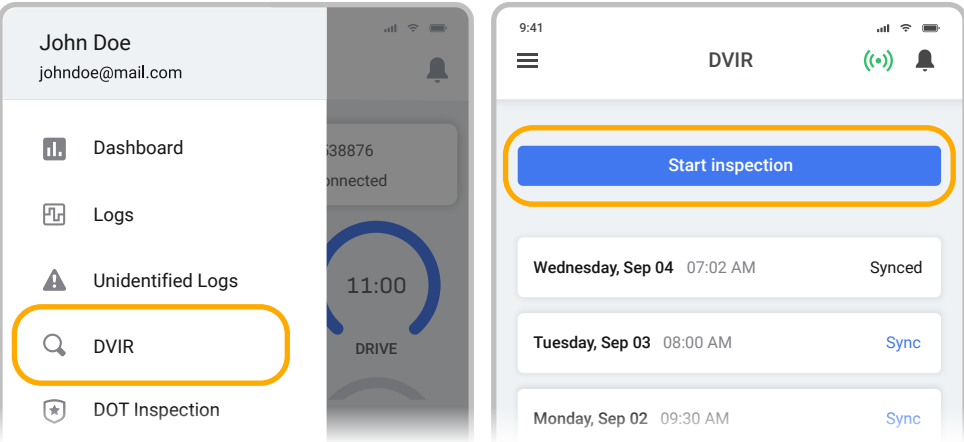 John Doe
johndoe@mail.com
Dashboard
Logs
Unidentified Logs
DVIR
DOT Inspection
38876
nnected
11:00
DRIVE
9:41
DVIR
Start inspection
Wednesday, Sep 04 07:02 AM Synced
Tuesday, Sep 03 08:00 AM Sync
Monday, Sep 02 09:30 AM Sync